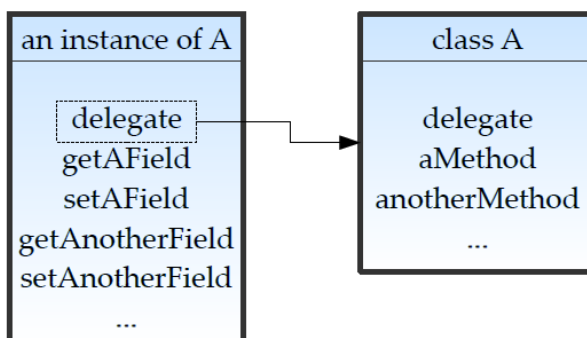 an instance of A
delegate
getAField
setAField
getAnotherField
setAnotherField
...
class A
delegate
aMethod
anotherMethod
...